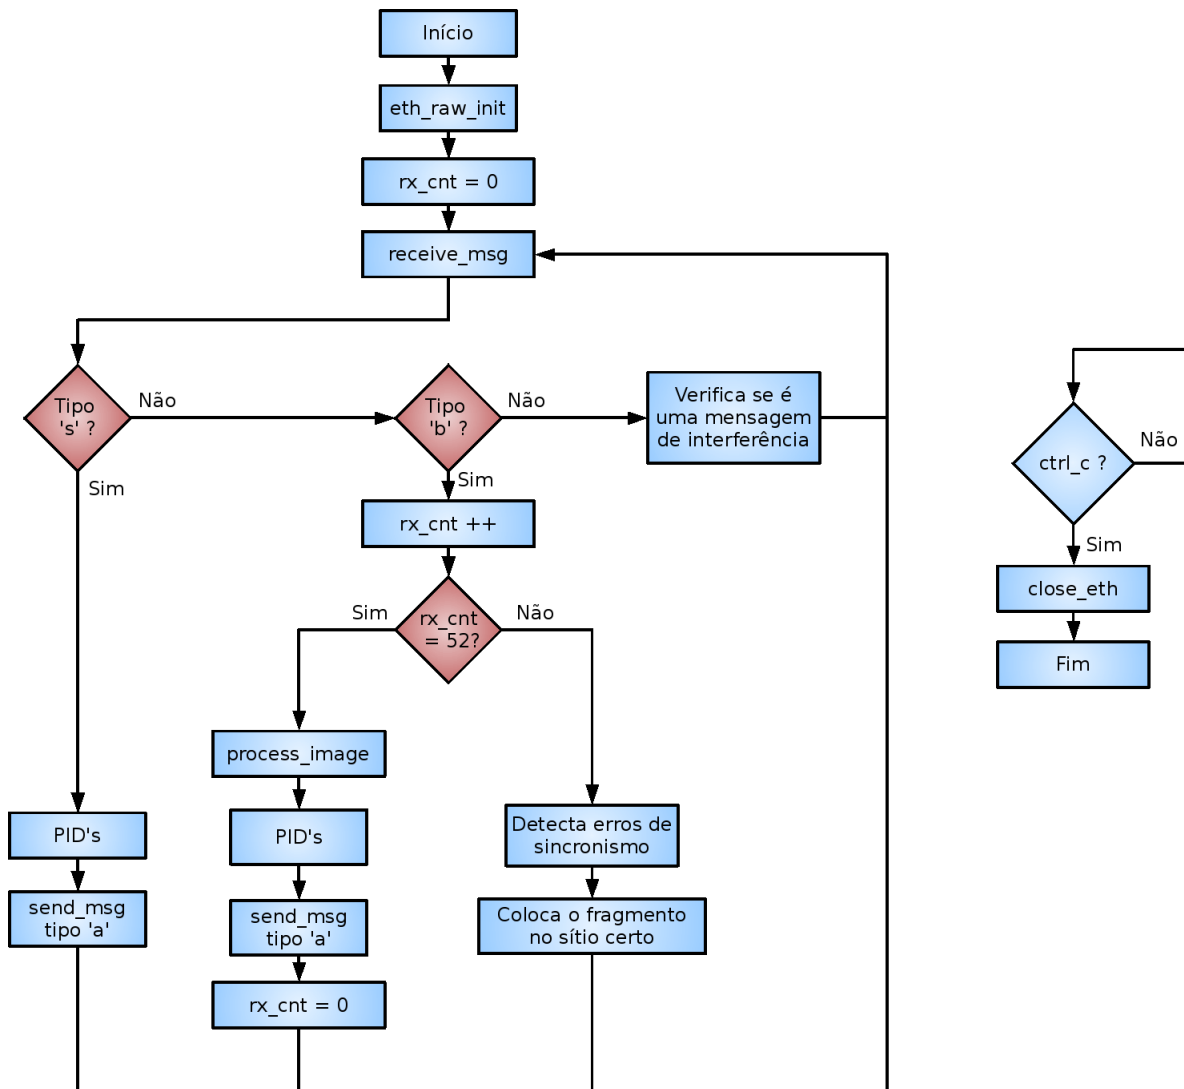 Início
eth_raw_init
rx_cnt = 0
receive_msg
Tipo
's' ?
Não
Sim
Tipo
'b' ?
Não
Sim
Verifica se é
uma mensagem
de interferência
rx_cnt ++
rx_cnt
= 52?
Sim
Não
process_image
PID's
send_msg
tipo 'a'
rx_cnt = 0
Detecta erros de
sincronismo
Coloca o fragmento
no sítio certo
PID's
send_msg
tipo 'a'
ctrl_c ?
Não
Sim
close_eth
Fim